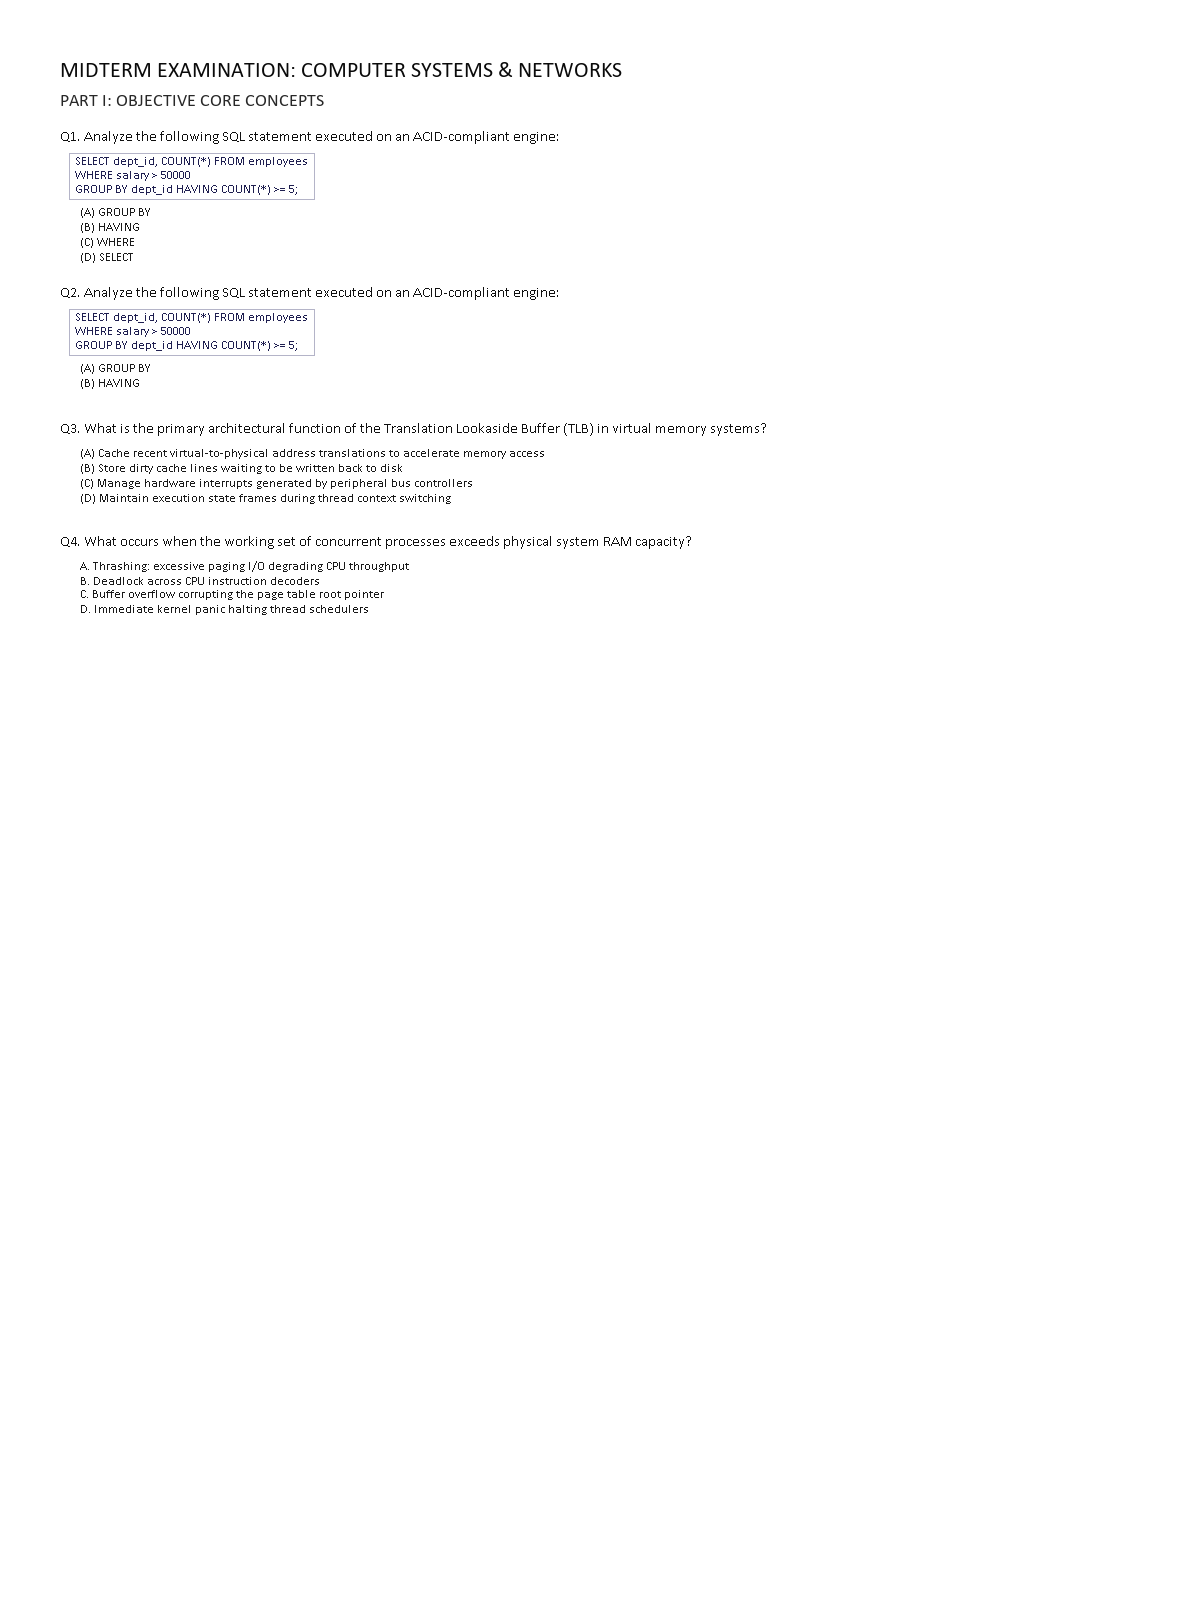 MIDTERM EXAMINATION: COMPUTER SYSTEMS & NETWORKS
PART I: OBJECTIVE CORE CONCEPTS
Q1. Analyze the following SQL statement executed on an ACID-compliant engine:
SELECT dept_id, COUNT(*) FROM employees
WHERE salary > 50000
GROUP BY dept_id HAVING COUNT(*) >= 5;
(A) GROUP BY
(B) HAVING
(C) WHERE
(D) SELECT
Q2. Analyze the following SQL statement executed on an ACID-compliant engine:
SELECT dept_id, COUNT(*) FROM employees
WHERE salary > 50000
GROUP BY dept_id HAVING COUNT(*) >= 5;
(A) GROUP BY
(B) HAVING
Q3. What is the primary architectural function of the Translation Lookaside Buffer (TLB) in virtual memory systems?
(A) Cache recent virtual-to-physical address translations to accelerate memory access
(B) Store dirty cache lines waiting to be written back to disk
(C) Manage hardware interrupts generated by peripheral bus controllers
(D) Maintain execution state frames during thread context switching
Q4. What occurs when the working set of concurrent processes exceeds physical system RAM capacity?
A. Thrashing: excessive paging I/O degrading CPU throughput
B. Deadlock across CPU instruction decoders
C. Buffer overflow corrupting the page table root pointer
D. Immediate kernel panic halting thread schedulers